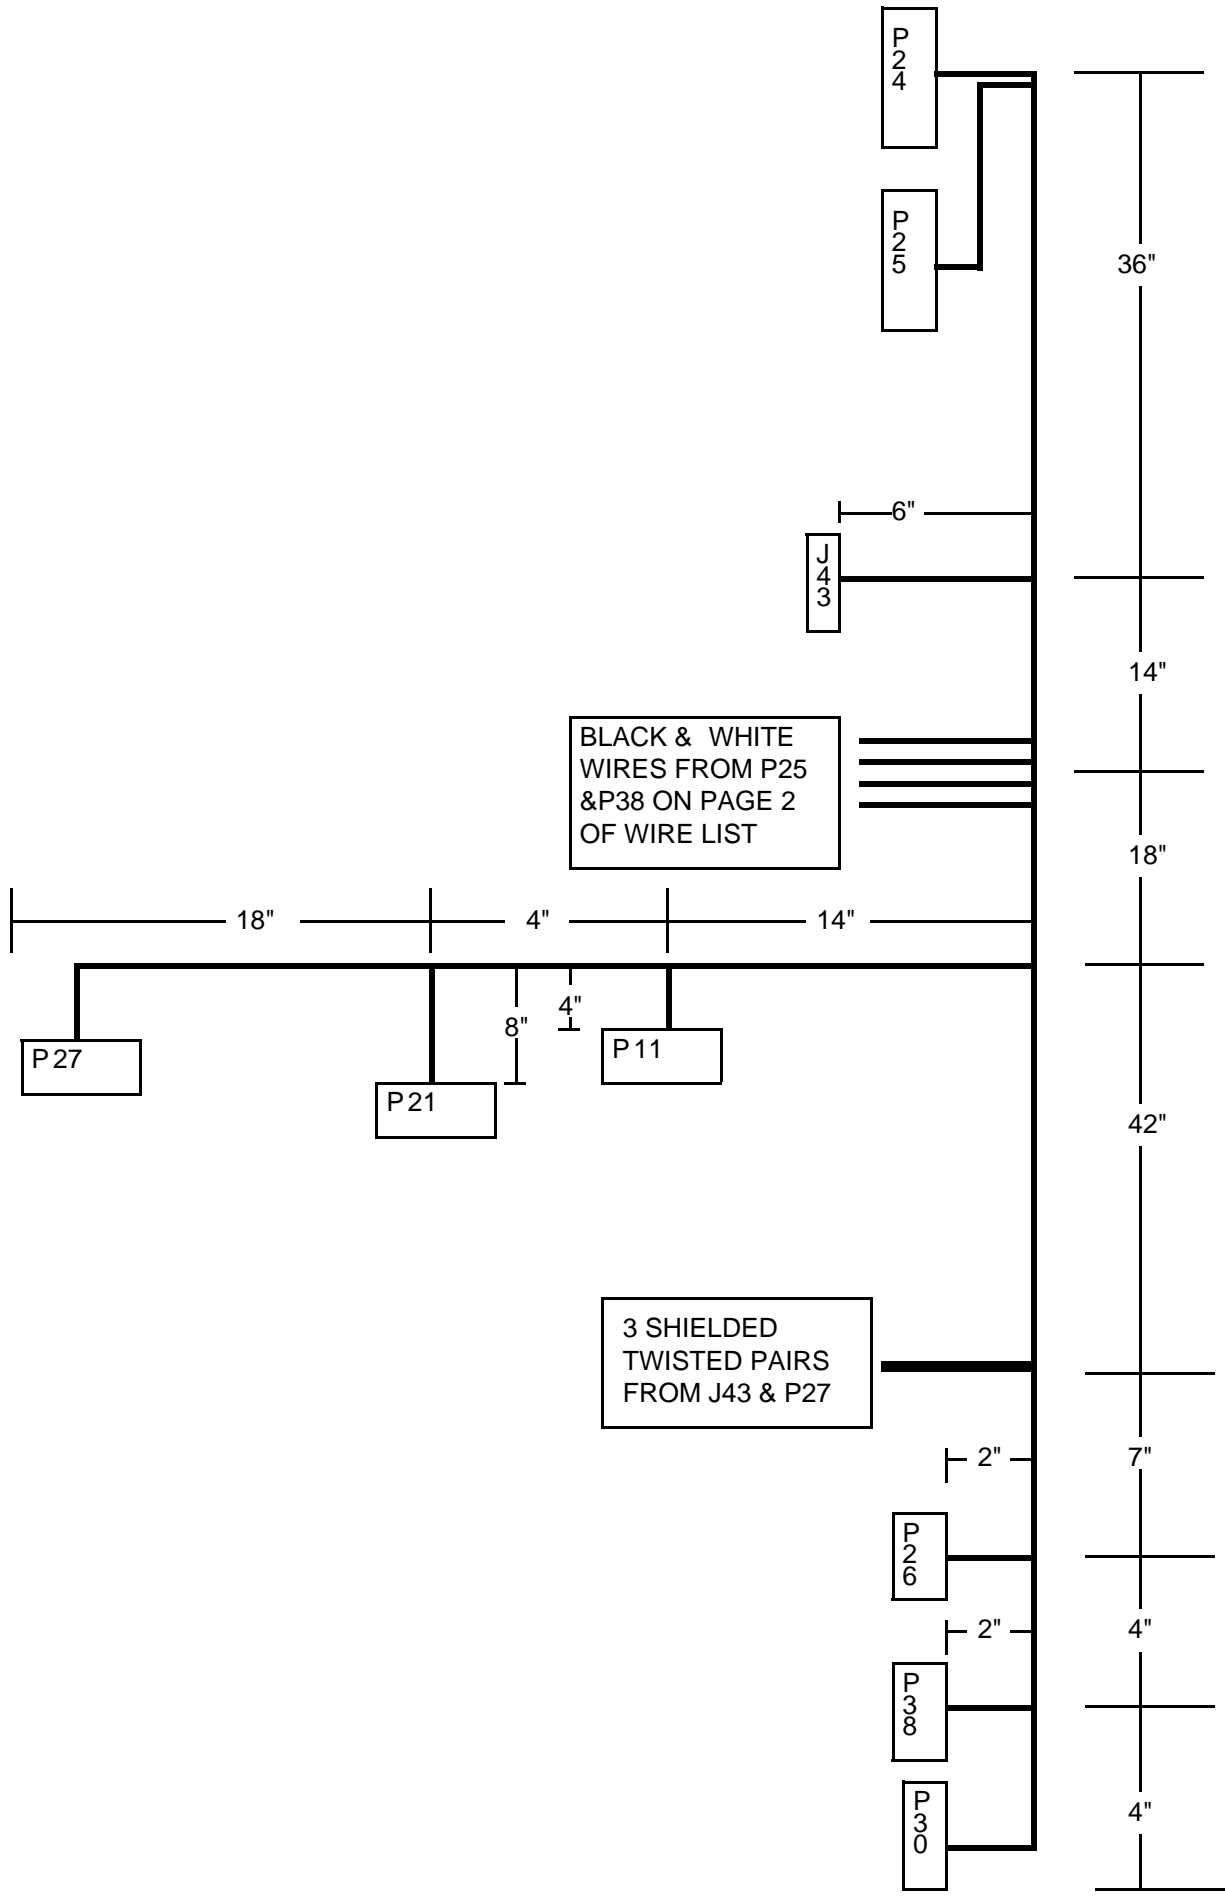 P24
P25
36"
6"
J43
14"
BLACK & WHITE
WIRES FROM P25
&P38 ON PAGE 2
OF WIRE LIST
18"
18"
4"
14"
4"
8"
P27
P21
P11
42"
3 SHIELDED
TWISTED PAIRS
FROM J43 & P27
2"
7"
P26
2"
4"
P38
P30
4"